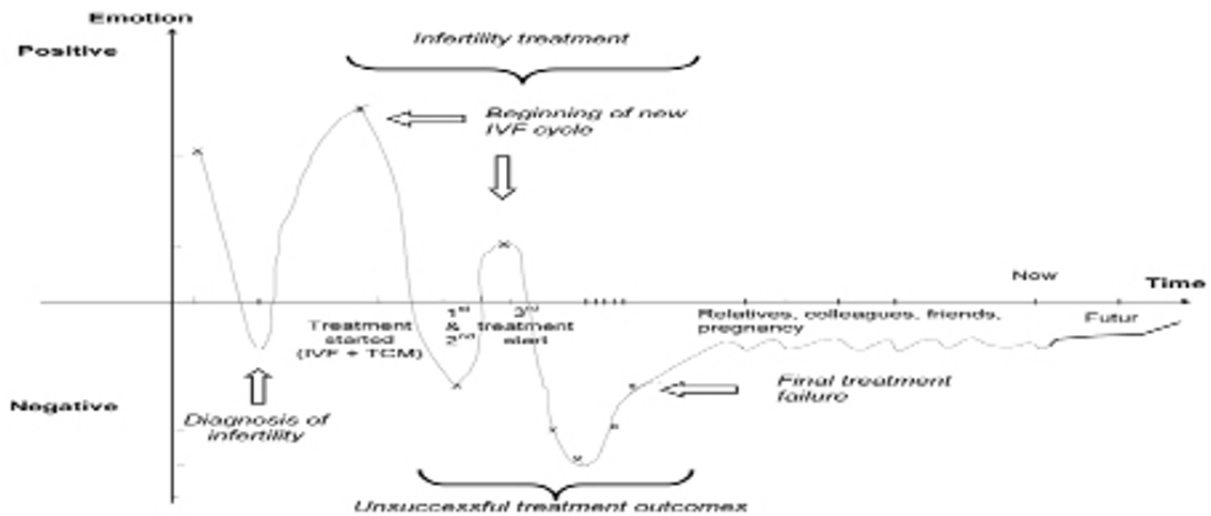 Emotion
Positive
Infertility treatment
Beginning of new
IVF cycle
Now
Time
Treatment
started
(IVF + TCM)
1st
&
2nd
3rd
treatment
start
Relatives, colleagues, friends,
pregnancy
Futur
Negative
Diagnosis of
infertility
Final treatment
failure
Unsuccessful treatment outcomes